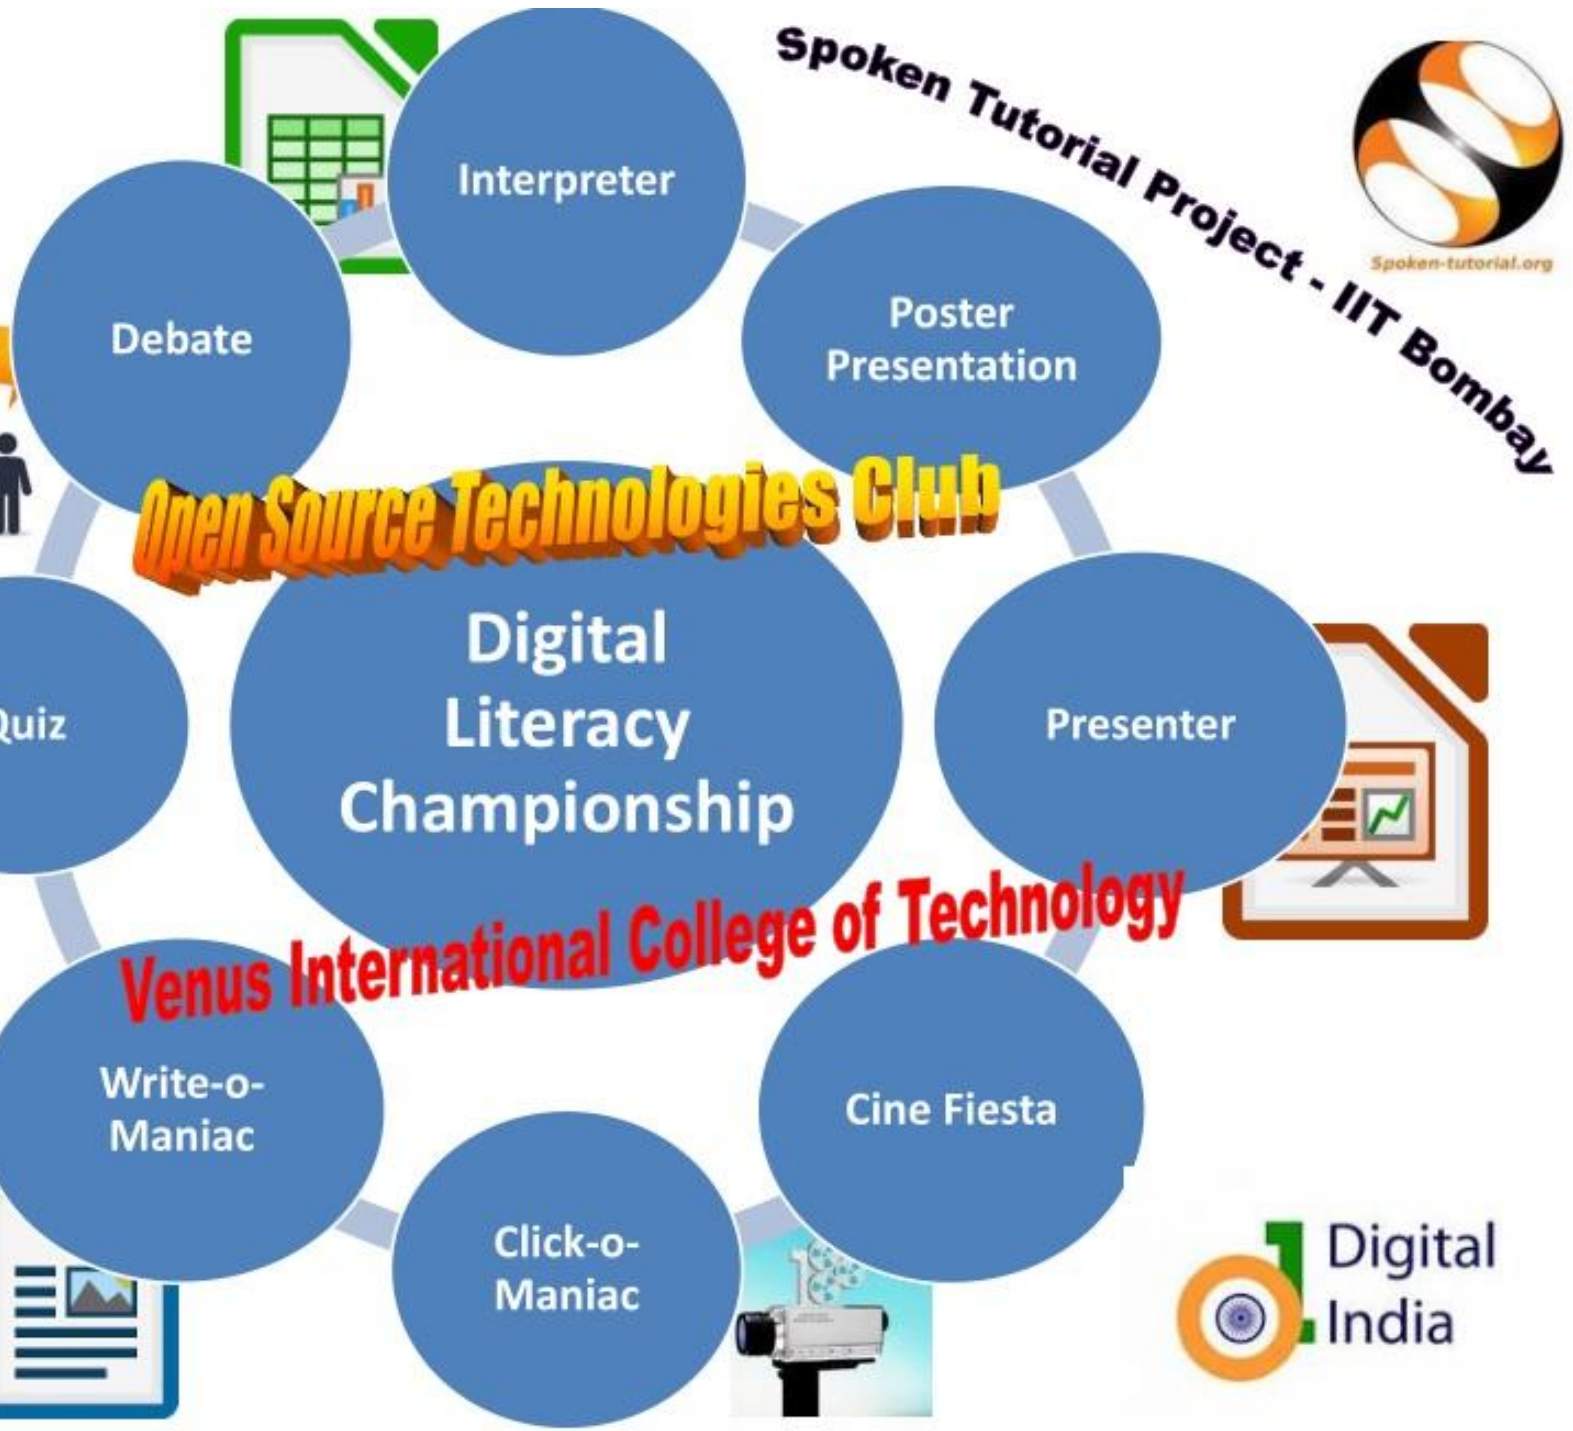 Spoken Tutorial Project - IIT Bombay
Spoken-tutorial.org
Interpreter
Debate
Poster
Presentation
Open Source Technologies Club
Digital
Literacy
Championship
Quiz
Presenter
Venus International College of Technology
Write-o-
Maniac
Cine Fiesta
Click-o-
Maniac
Digital
India